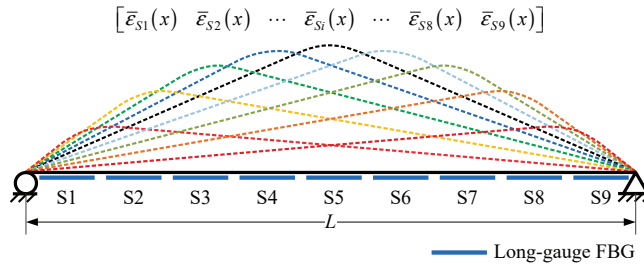 [ε̄S1(x) ε̄S2(x) ⋯ ε̄Si(x) ⋯ ε̄S8(x) ε̄S9(x)]
S1 S2 S3 S4 S5 S6 S7 S8 S9
L
Long-gauge FBG